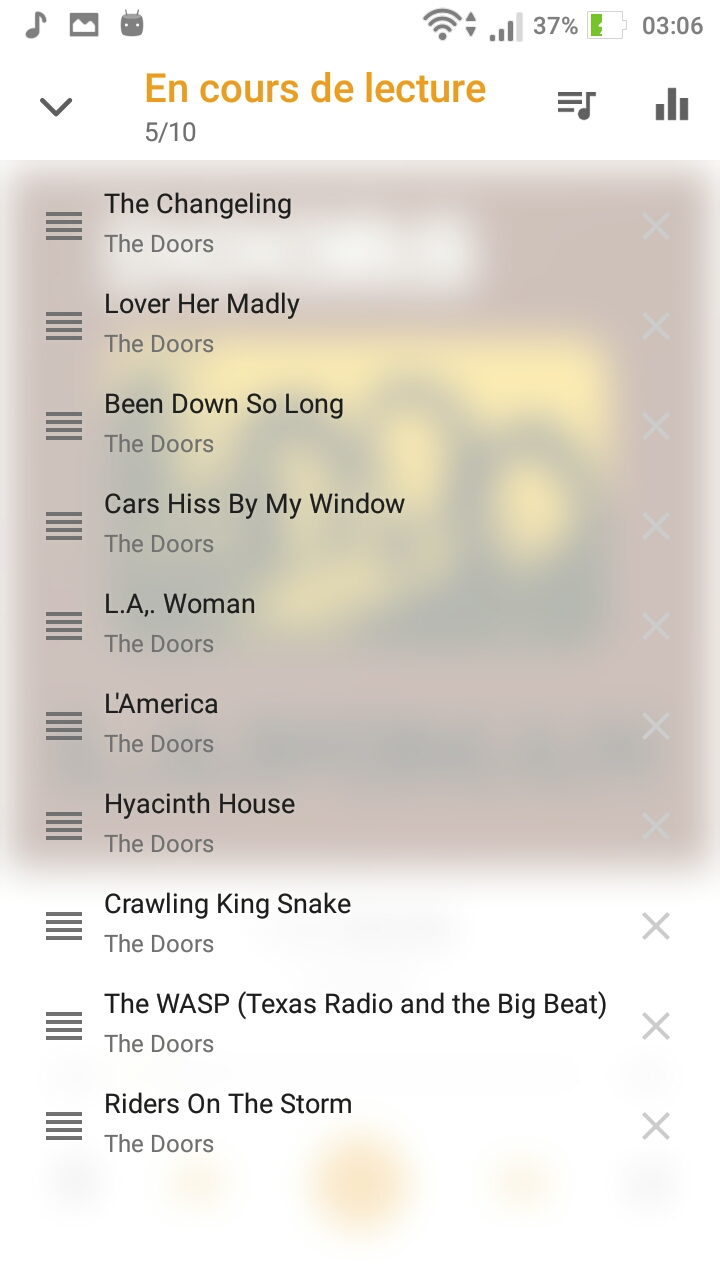 37% 03:06
En cours de lecture
5/10
The Changeling
The Doors
Lover Her Madly
The Doors
Been Down So Long
The Doors
Cars Hiss By My Window
The Doors
L.A,. Woman
The Doors
L'America
The Doors
Hyacinth House
The Doors
Crawling King Snake
The Doors
The WASP (Texas Radio and the Big Beat)
The Doors
Riders On The Storm
The Doors